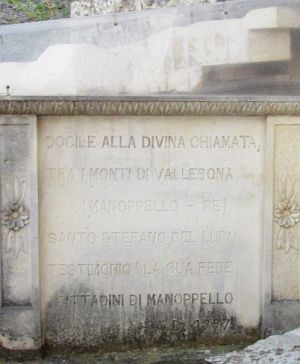 DOCILE ALLA DIVINA CHIAMATA,
TRA I MONTI DI VALLEBONA
(MANOPPELLO - PE)
SANTO STEFANO DEL LUPO
TESTIMONIO' LA SUA FEDE.
CITTADINI DI MANOPPELLO
A.D. 1997